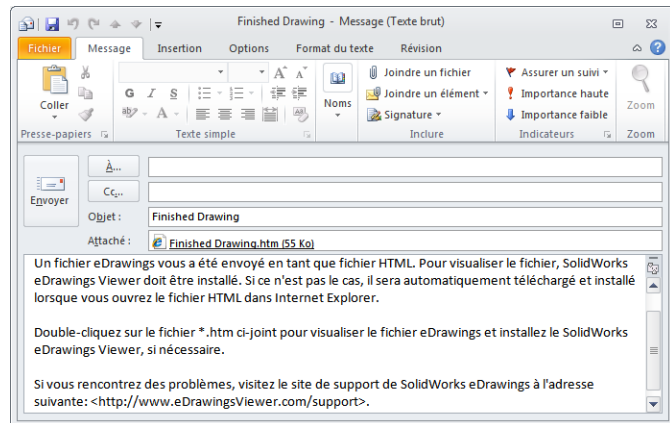 Finished Drawing - Message (Texte brut)
Fichier Message Insertion Options Format du texte Révision
Coller
Presse-papiers
G I S
Texte simple
Noms
Joindre un fichier
Joindre un élément
Signature
Inclure
Assurer un suivi
Importance haute
Importance faible
Indicateurs
Zoom
Zoom
Envoyer
À...
Cc...
Objet : Finished Drawing
Attaché : Finished Drawing.htm (55 Ko)
Un fichier eDrawings vous a été envoyé en tant que fichier HTML. Pour visualiser le fichier, SolidWorks
eDrawings Viewer doit être installé. Si ce n'est pas le cas, il sera automatiquement téléchargé et installé
lorsque vous ouvrez le fichier HTML dans Internet Explorer.
Double-cliquez sur le fichier *.htm ci-joint pour visualiser le fichier eDrawings et installez le SolidWorks
eDrawings Viewer, si nécessaire.
Si vous rencontrez des problèmes, visitez le site de support de SolidWorks eDrawings à l'adresse
suivante: <http://www.eDrawingsViewer.com/support>.